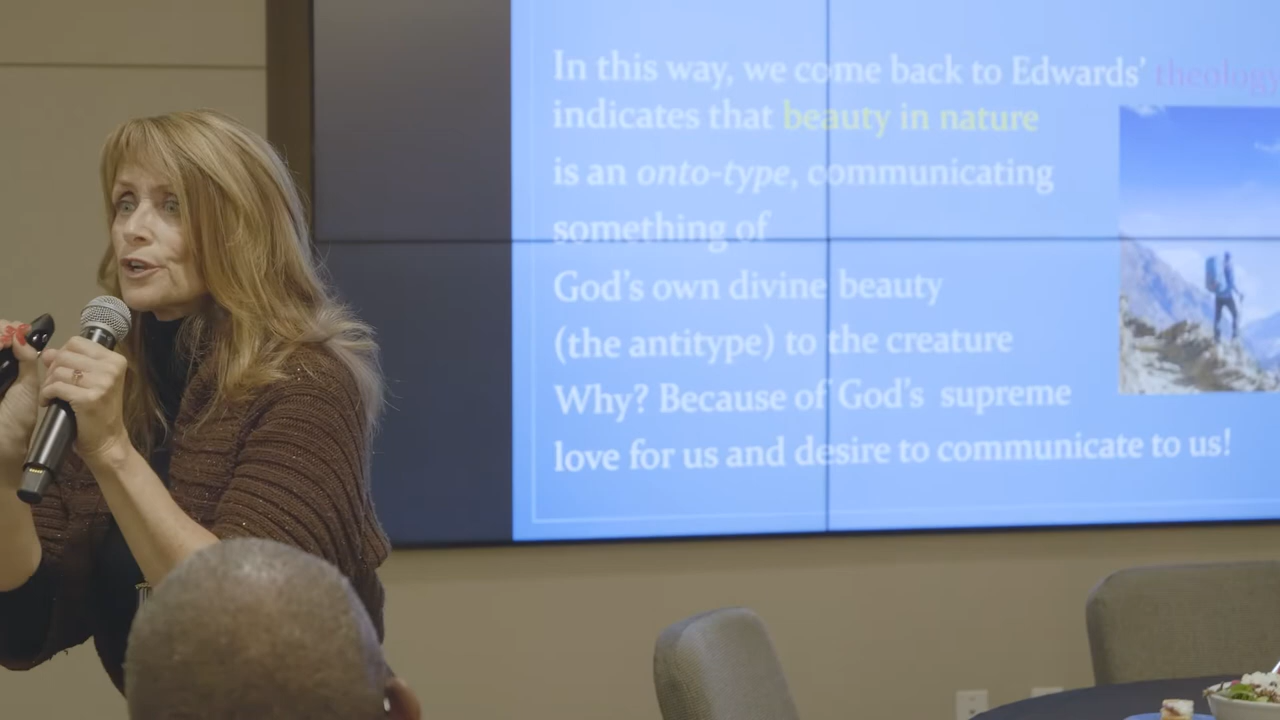 In this way, we come back to Edwards' theology
indicates that beauty in nature
is an onto-type, communicating
something of
God's own divine beauty
(the antitype) to the creature
Why? Because of God's supreme
love for us and desire to communicate to us!